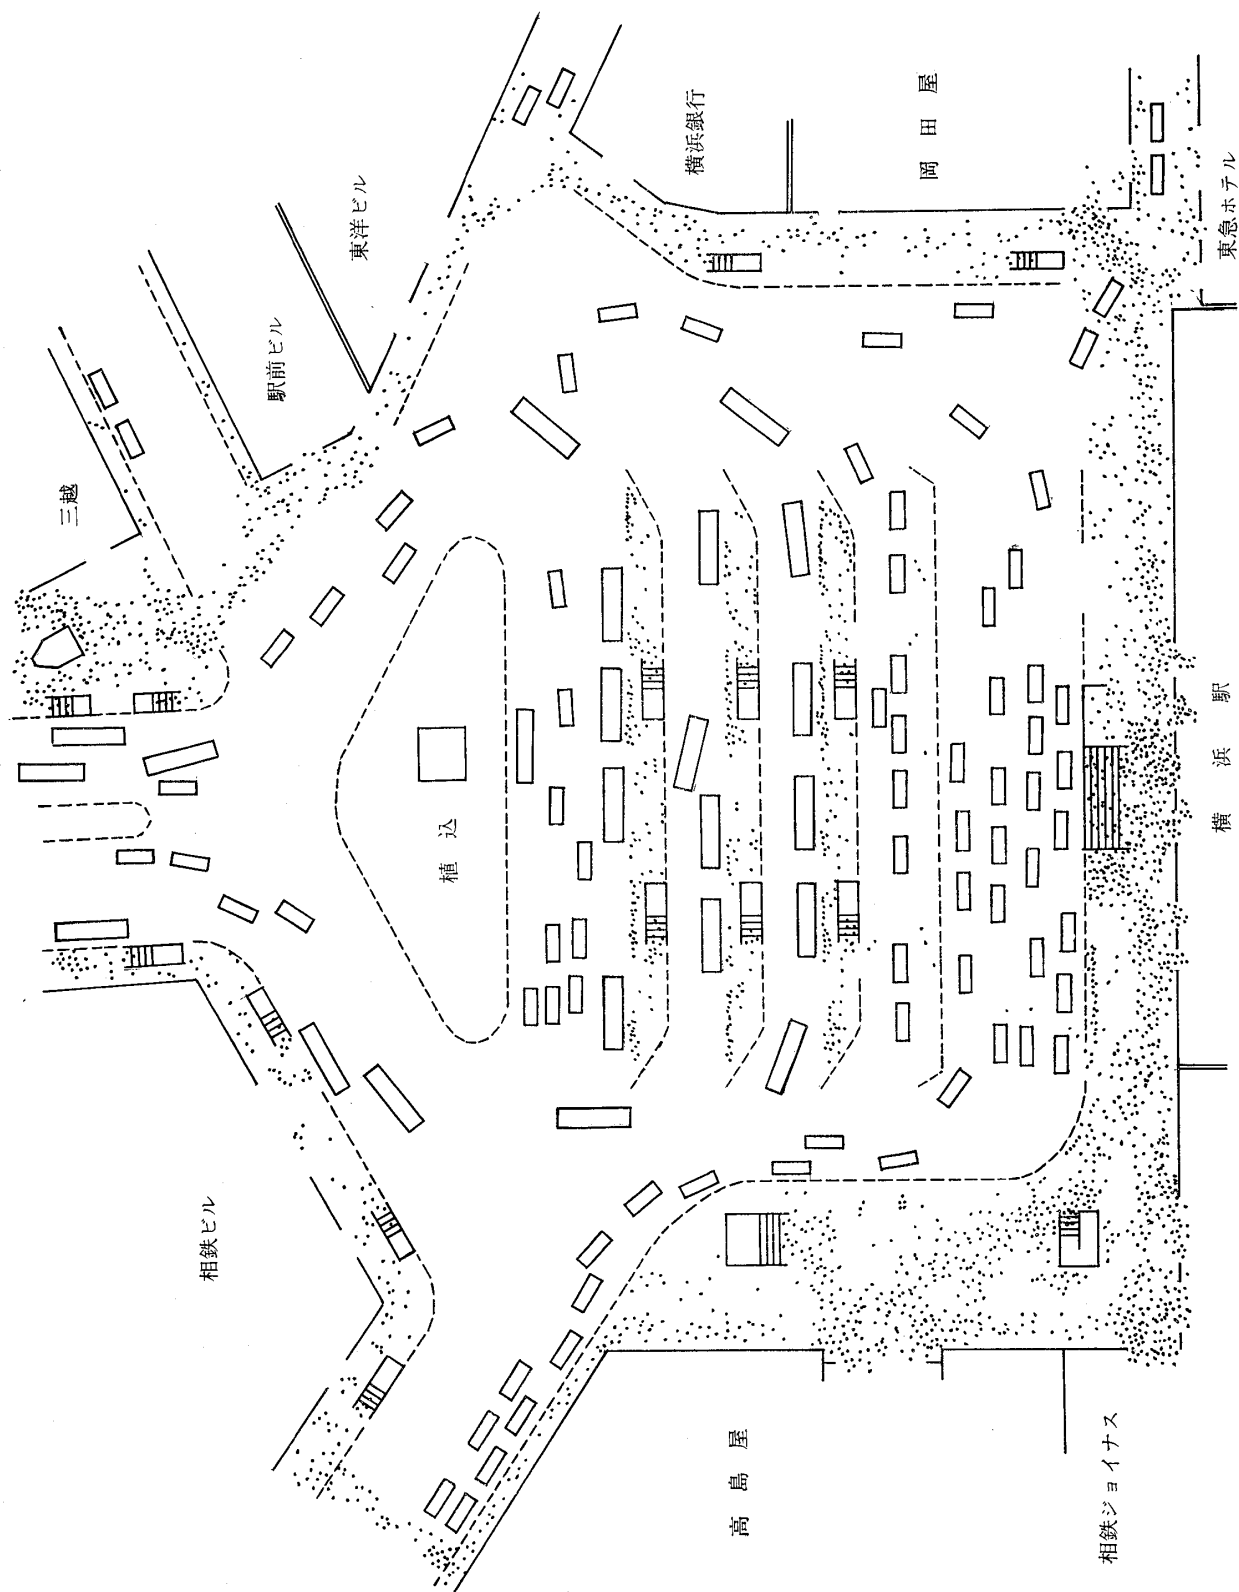 三越
駅前ビル
東洋ビル
横浜銀行
岡田屋
東急ホテル
植込
横浜駅
相鉄ビル
高島屋
相鉄ジョイナス